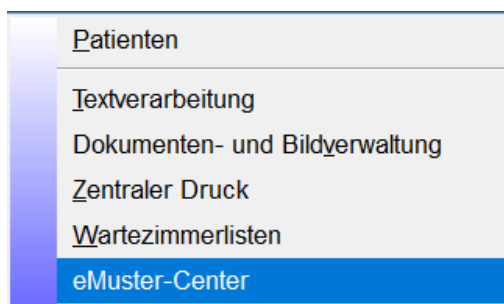 Patienten
Textverarbeitung
Dokumenten- und Bildverwaltung
Zentraler Druck
Wartezimmerlisten
eMuster-Center